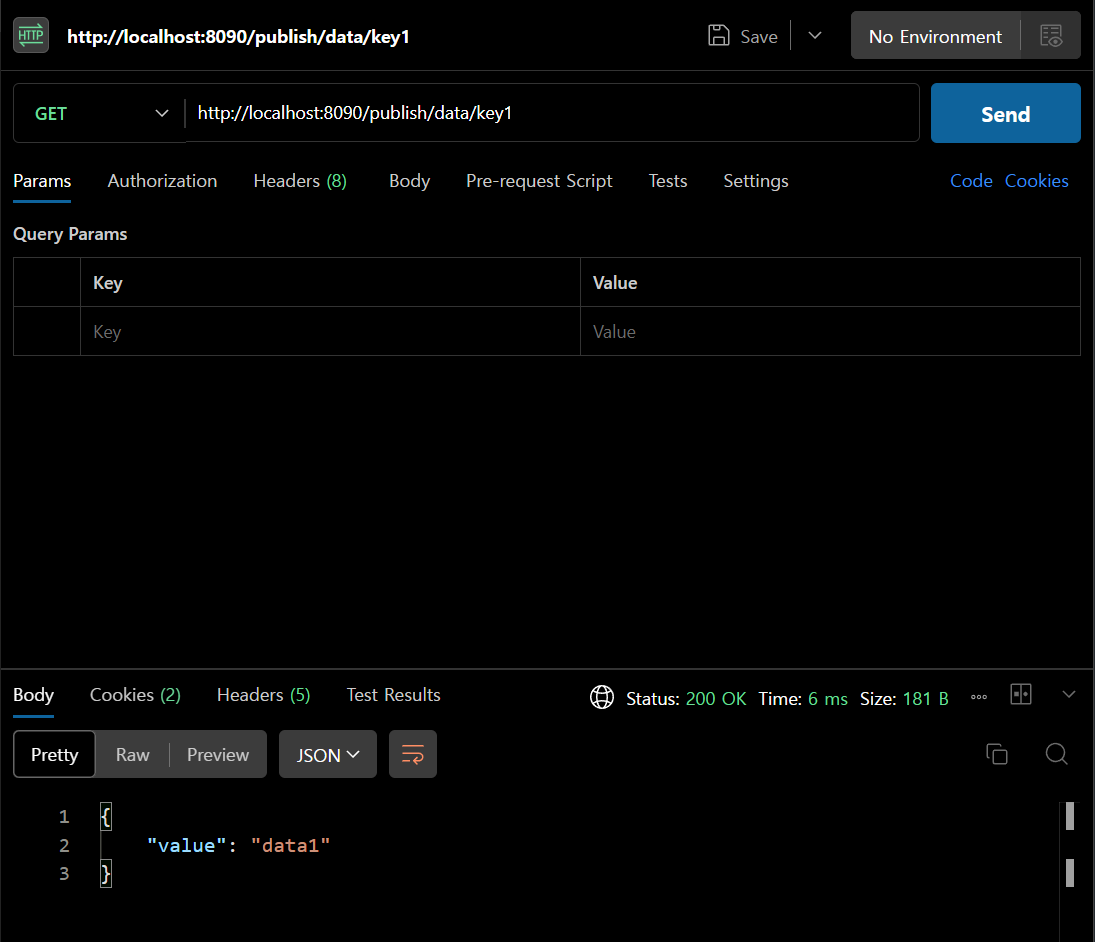 HTTP http://localhost:8090/publish/data/key1 Save No Environment
GET http://localhost:8090/publish/data/key1 Send
Params Authorization Headers (8) Body Pre-request Script Tests Settings Code Cookies
Query Params
Key Value
Key Value
Body Cookies (2) Headers (5) Test Results Status: 200 OK Time: 6 ms Size: 181 B
Pretty Raw Preview JSON
1 {
2 "value": "data1"
3 }